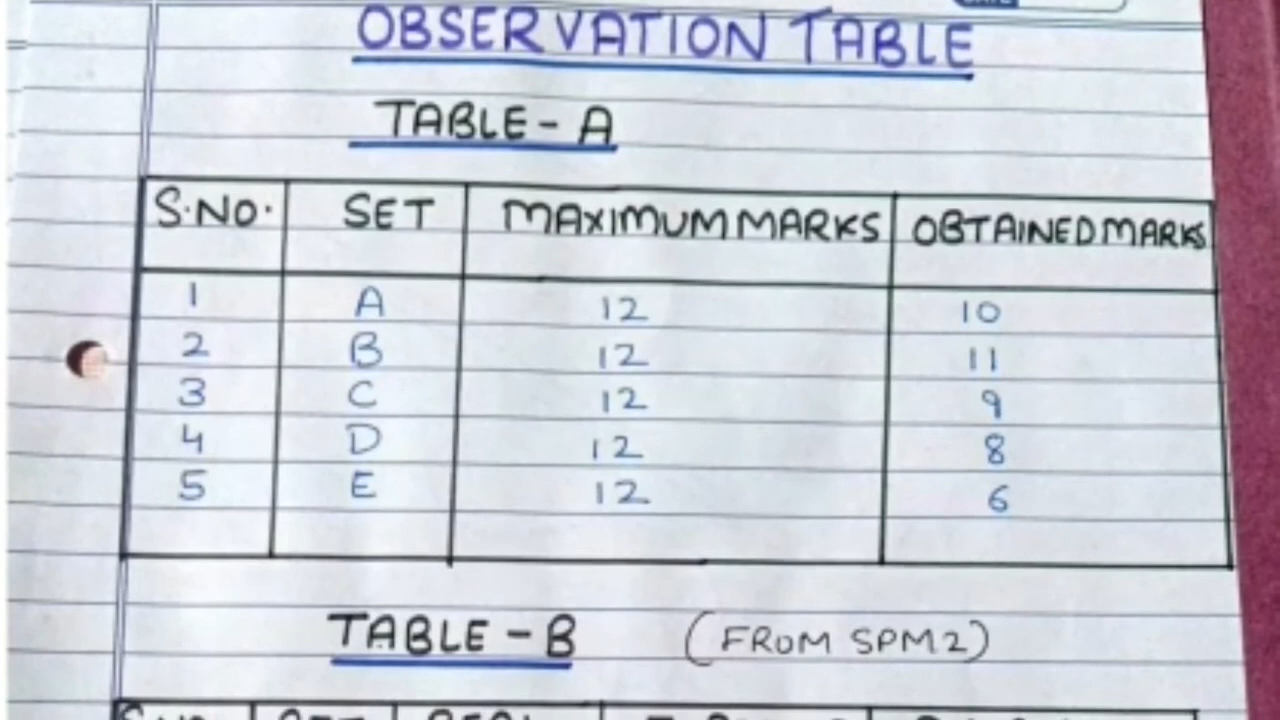 OBSERVATION TABLE
TABLE - A
S.NO. SET MAXIMUM MARKS OBTAINED MARKS
1 A 12 10
2 B 12 11
3 C 12 9
4 D 12 8
5 E 12 6
TABLE - B (FROM SPM2)